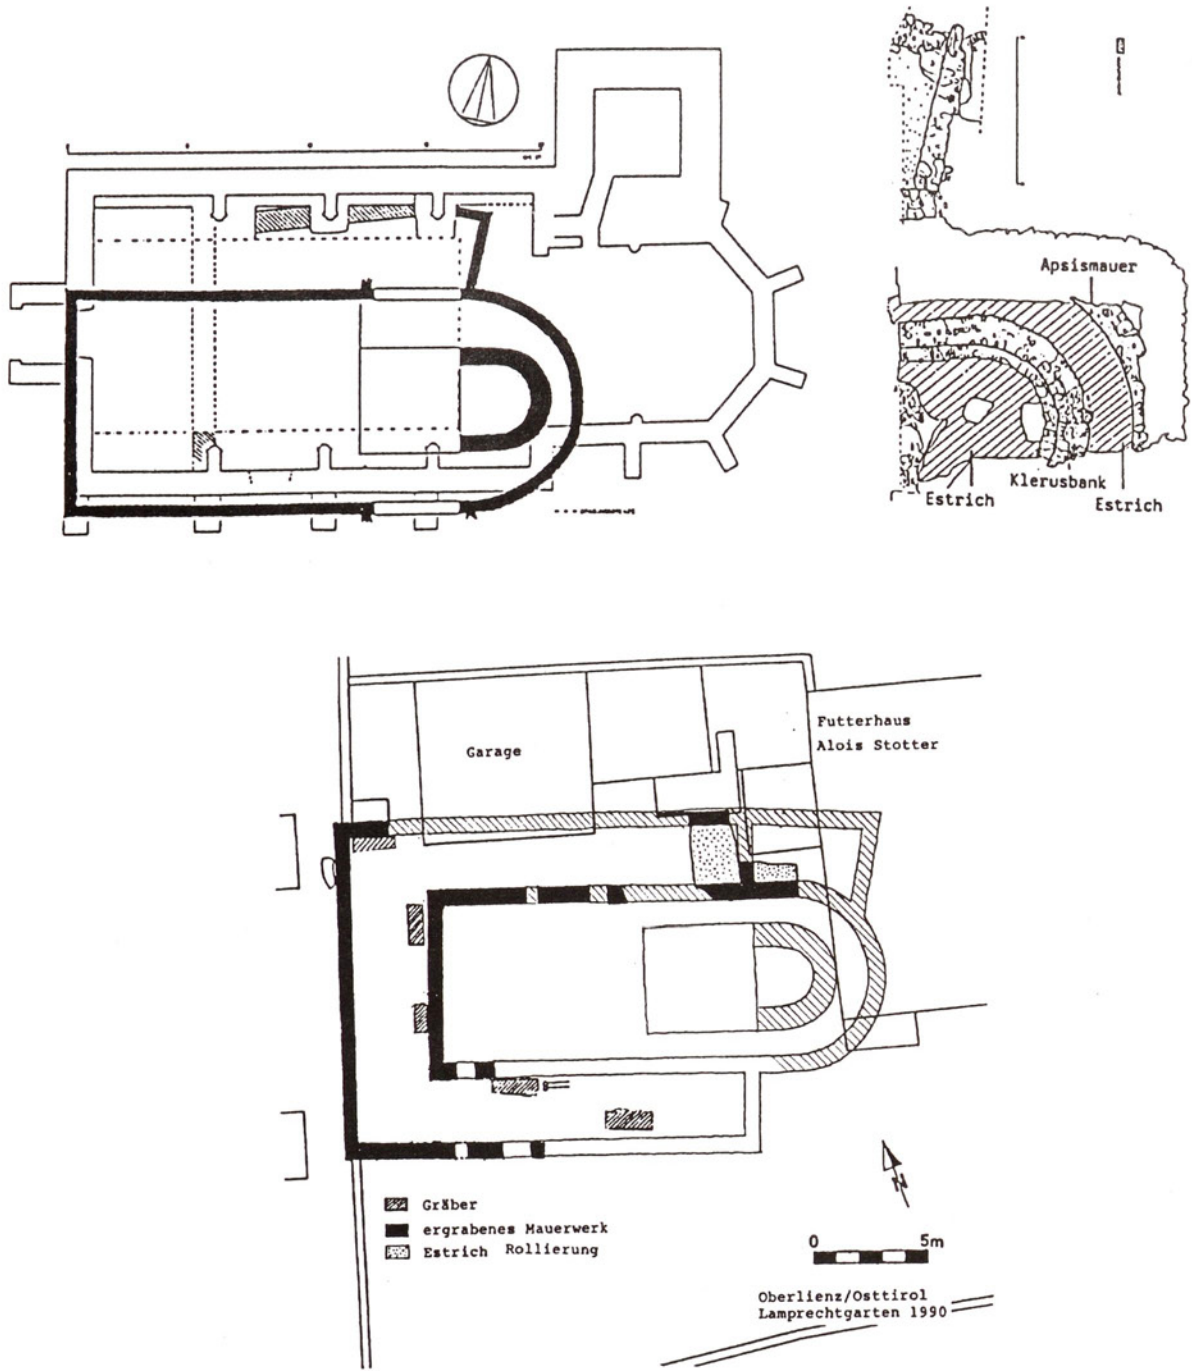 Apsismauer
Klerusbank
Estrich
Estrich
Futterhaus
Alois Stotter
Garage
N
Gräber
ergrabenes Mauerwerk
Estrich Rollierung
0 5m
Oberlienz/Osttirol
Lamprechtgarten 1990